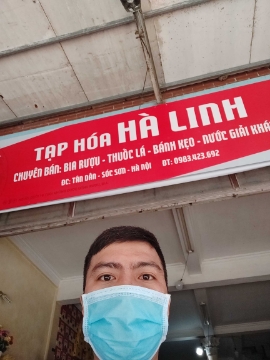 TẠP HÓA HÀ LINH
CHUYÊN BÁN: BIA RƯỢU - THUỐC LÁ - BÁNH KẸO - NƯỚC GIẢI KHÁ
ĐC: TÂN DÂN - SÓC SƠN - HÀ NỘI ĐT: 0983.423.692